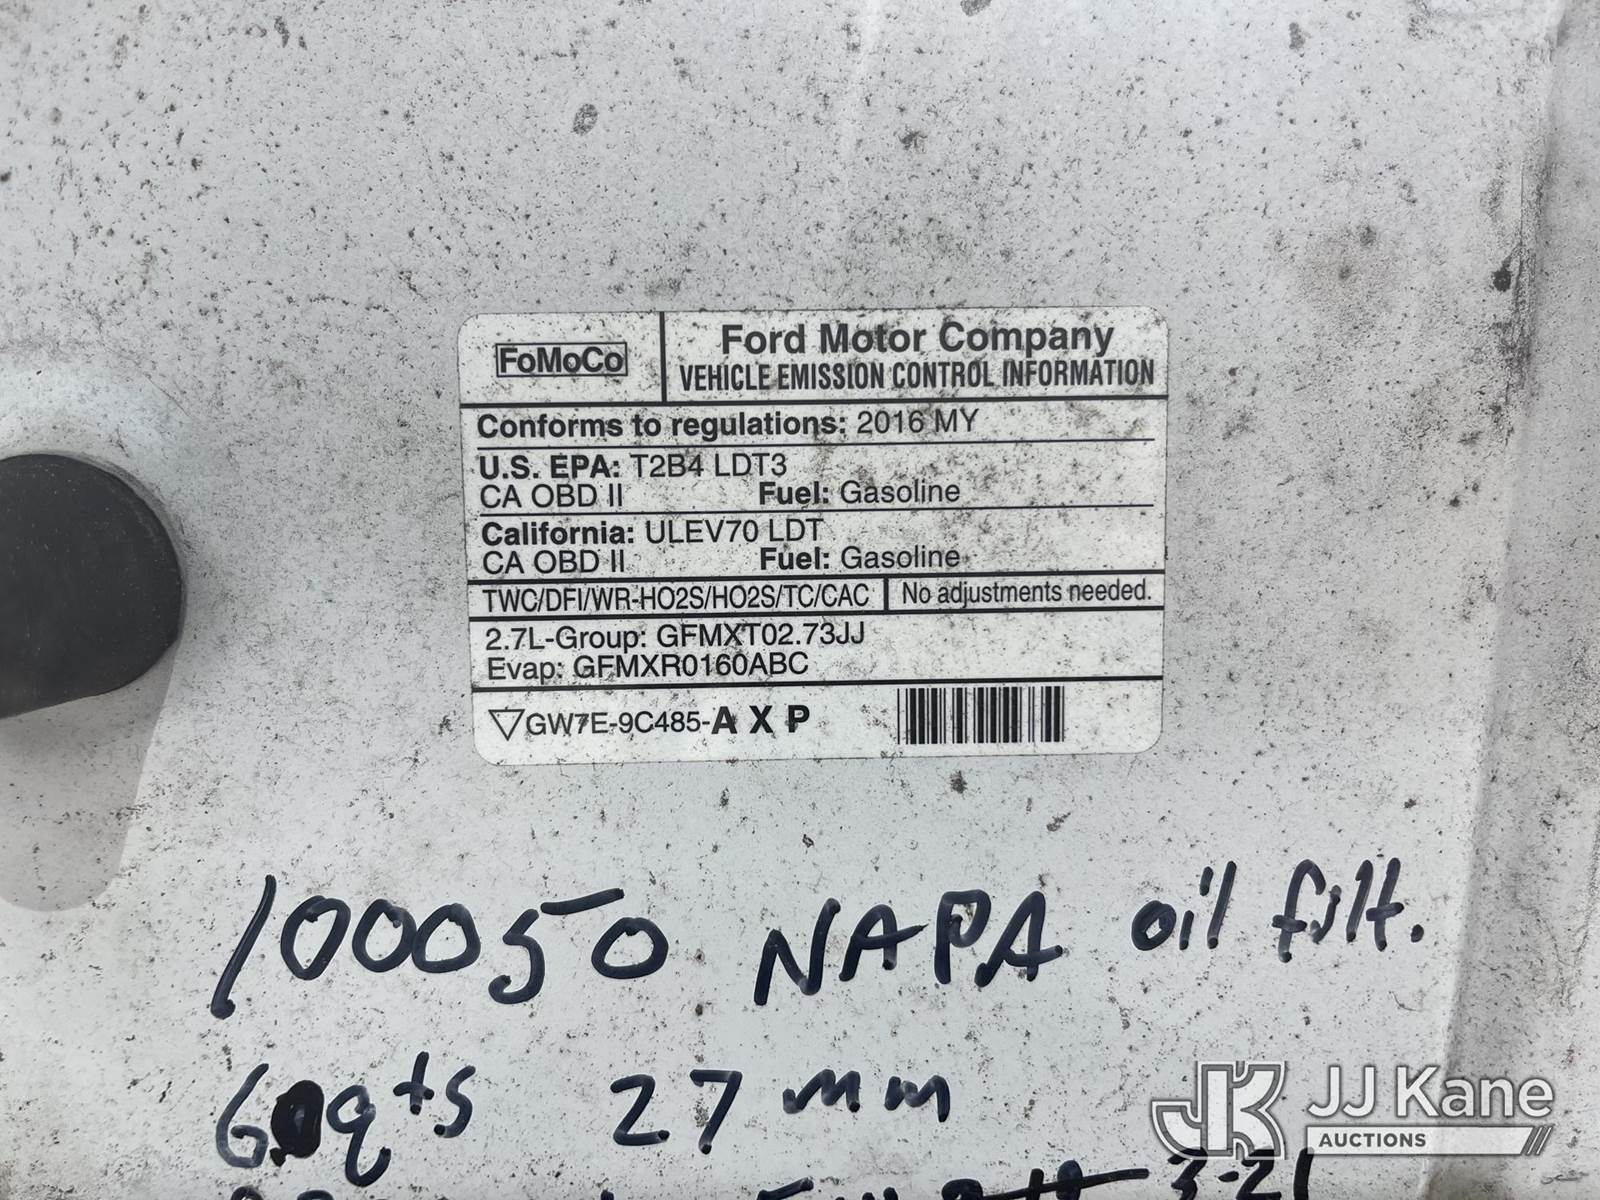 FoMoCo
Ford Motor Company
VEHICLE EMISSION CONTROL INFORMATION
Conforms to regulations: 2016 MY
U.S. EPA: T2B4 LDT3
CA OBD II Fuel: Gasoline
California: ULEV70 LDT
CA OBD II Fuel: Gasoline
TWC/DFI/WR-HO2S/HO2S/TC/CAC No adjustments needed.
2.7L-Group: GFMXT02.73JJ
Evap: GFMXR0160ABC
GW7E-9C485-A X P
100050 NAPA oil filt.
6 qts 27 mm
3-21
JJ Kane
AUCTIONS